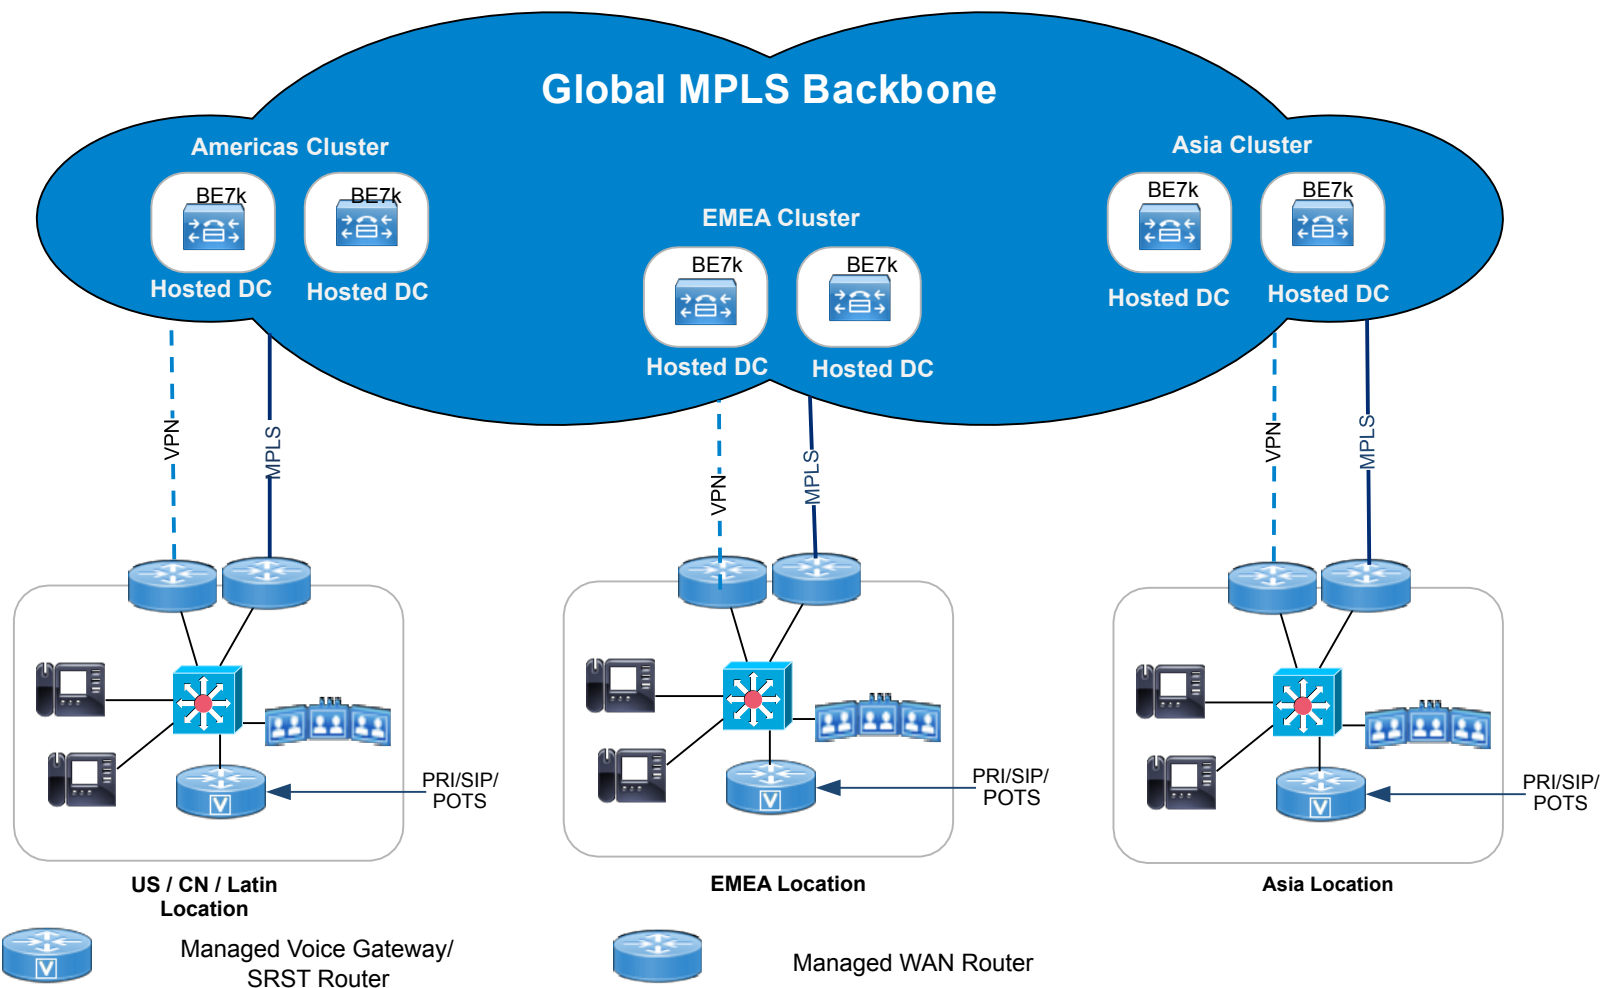 Global MPLS Backbone
Americas Cluster
Asia Cluster
EMEA Cluster
BE7k
BE7k
BE7k
BE7k
BE7k
BE7k
Hosted DC
Hosted DC
Hosted DC
Hosted DC
Hosted DC
Hosted DC
VPN
MPLS
VPN
MPLS
VPN
MPLS
PRI/SIP/
POTS
PRI/SIP/
POTS
PRI/SIP/
POTS
V
V
V
US / CN / Latin
Location
EMEA Location
Asia Location
V
Managed Voice Gateway/
SRST Router
Managed WAN Router